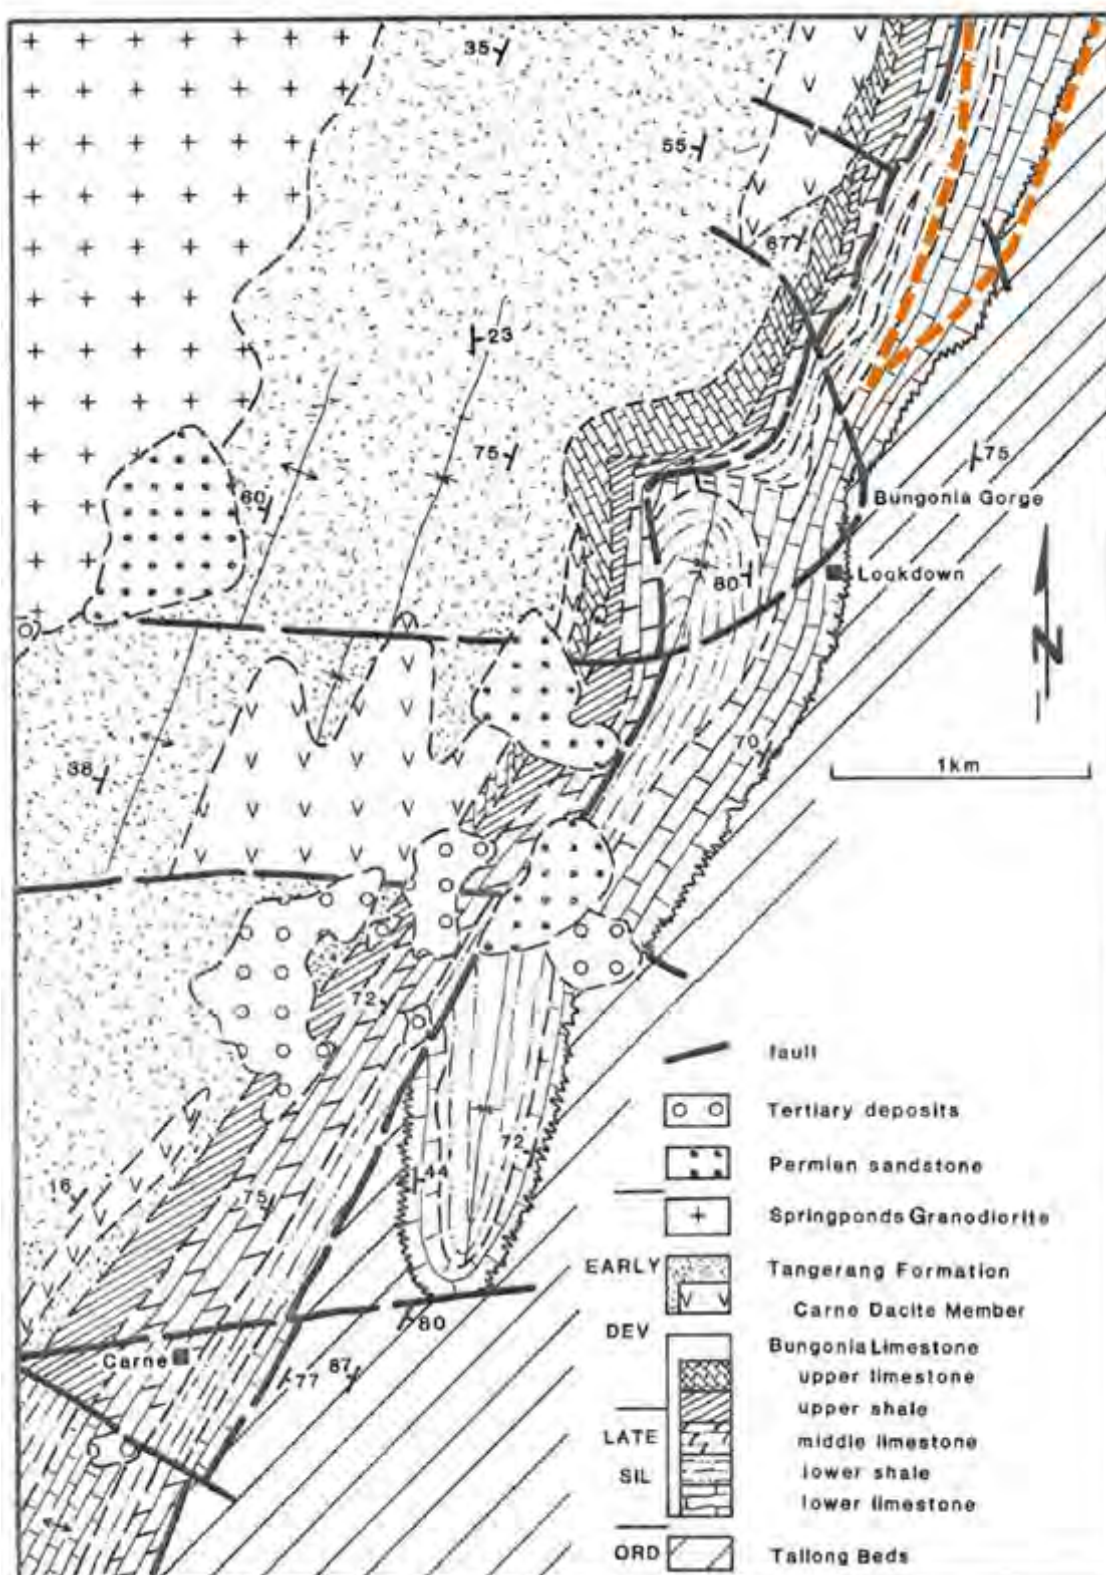 35
55
67
23
75
75
Bungonia Gorge
60
80
Lookdown
N
70
1km
38
72
fault
Tertiary deposits
72
Permian sandstone
44
16
75
Springponds Granodiorite
EARLY
Tangerang Formation
Carne Dacite Member
80
DEV
Bungonia Limestone
Carne
87
77
upper limestone
upper shale
LATE
middle limestone
SIL
lower shale
lower limestone
ORD
Tallong Beds